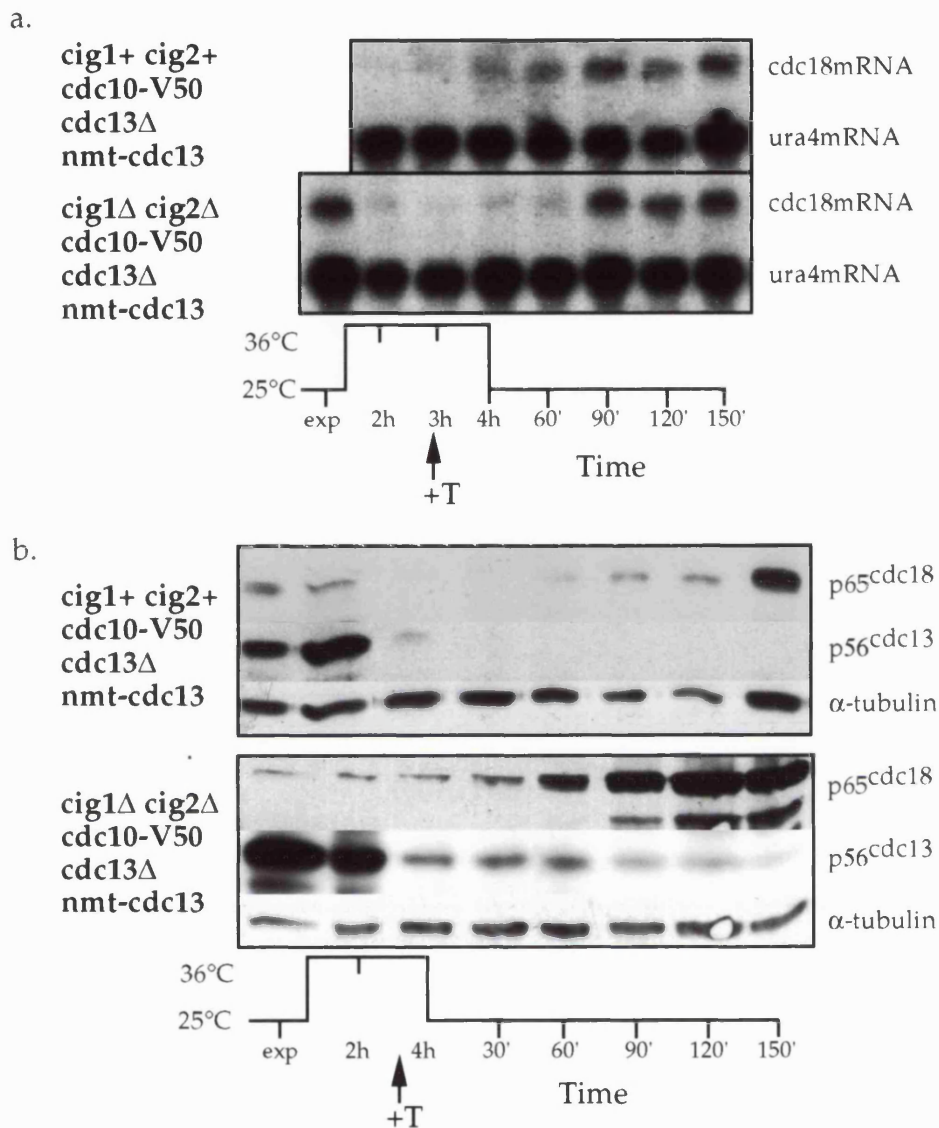 a.
cig1+ cig2+
cdc10-V50
cdc13Δ
nmt-cdc13
cdc18mRNA
ura4mRNA
cig1Δ cig2Δ
cdc10-V50
cdc13Δ
nmt-cdc13
cdc18mRNA
ura4mRNA
36°C
25°C
exp 2h 3h 4h 60' 90' 120' 150'
+T
Time
b.
cig1+ cig2+
cdc10-V50
cdc13Δ
nmt-cdc13
p65cdc18
p56cdc13
α-tubulin
cig1Δ cig2Δ
cdc10-V50
cdc13Δ
nmt-cdc13
p65cdc18
p56cdc13
α-tubulin
36°C
25°C
exp 2h 4h 30' 60' 90' 120' 150'
+T
Time